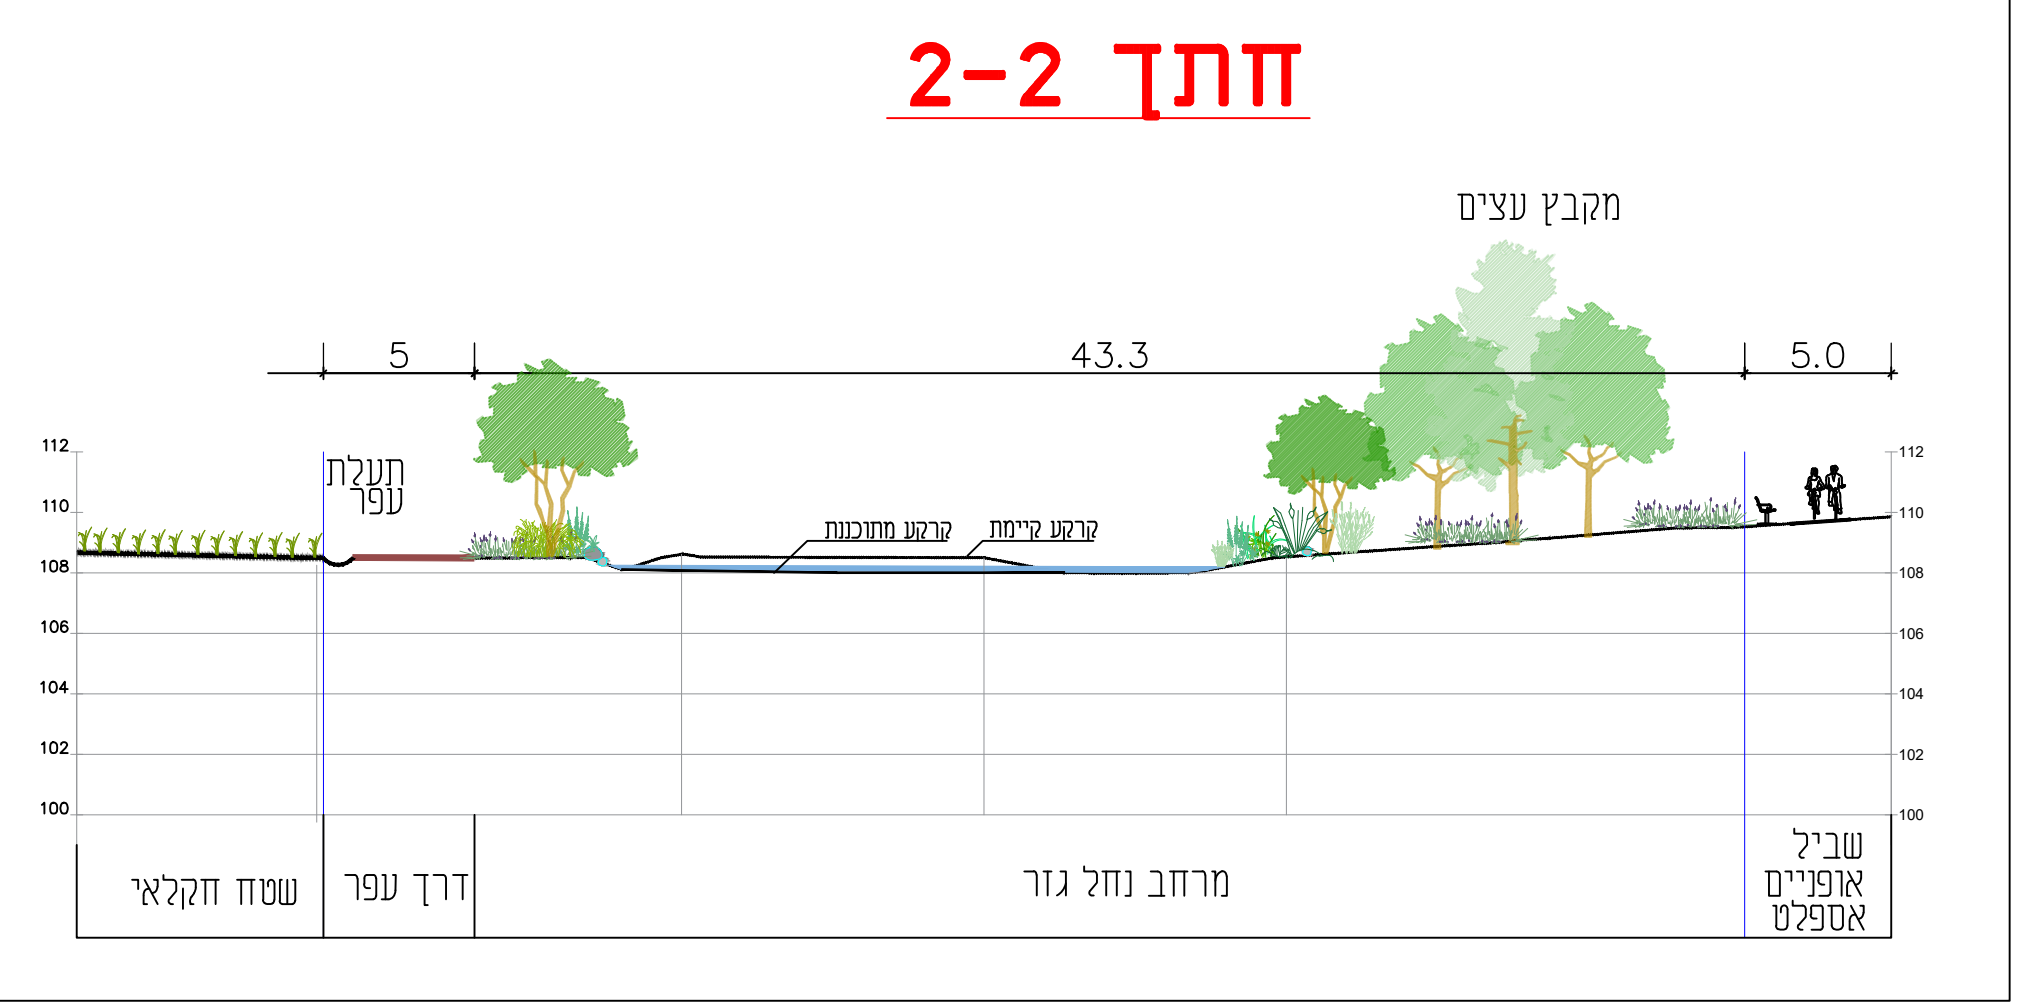 חתך 2-2
מקבץ עצים
5
43.3
5.0
תעלת
עפר
קרקע מתוכננת
קרקע קיימת
112
110
108
106
104
102
100
112
110
108
106
104
102
100
שביל
אופניים
אספלט
מרחב נחל גזר
דרך עפר
שטח חקלאי